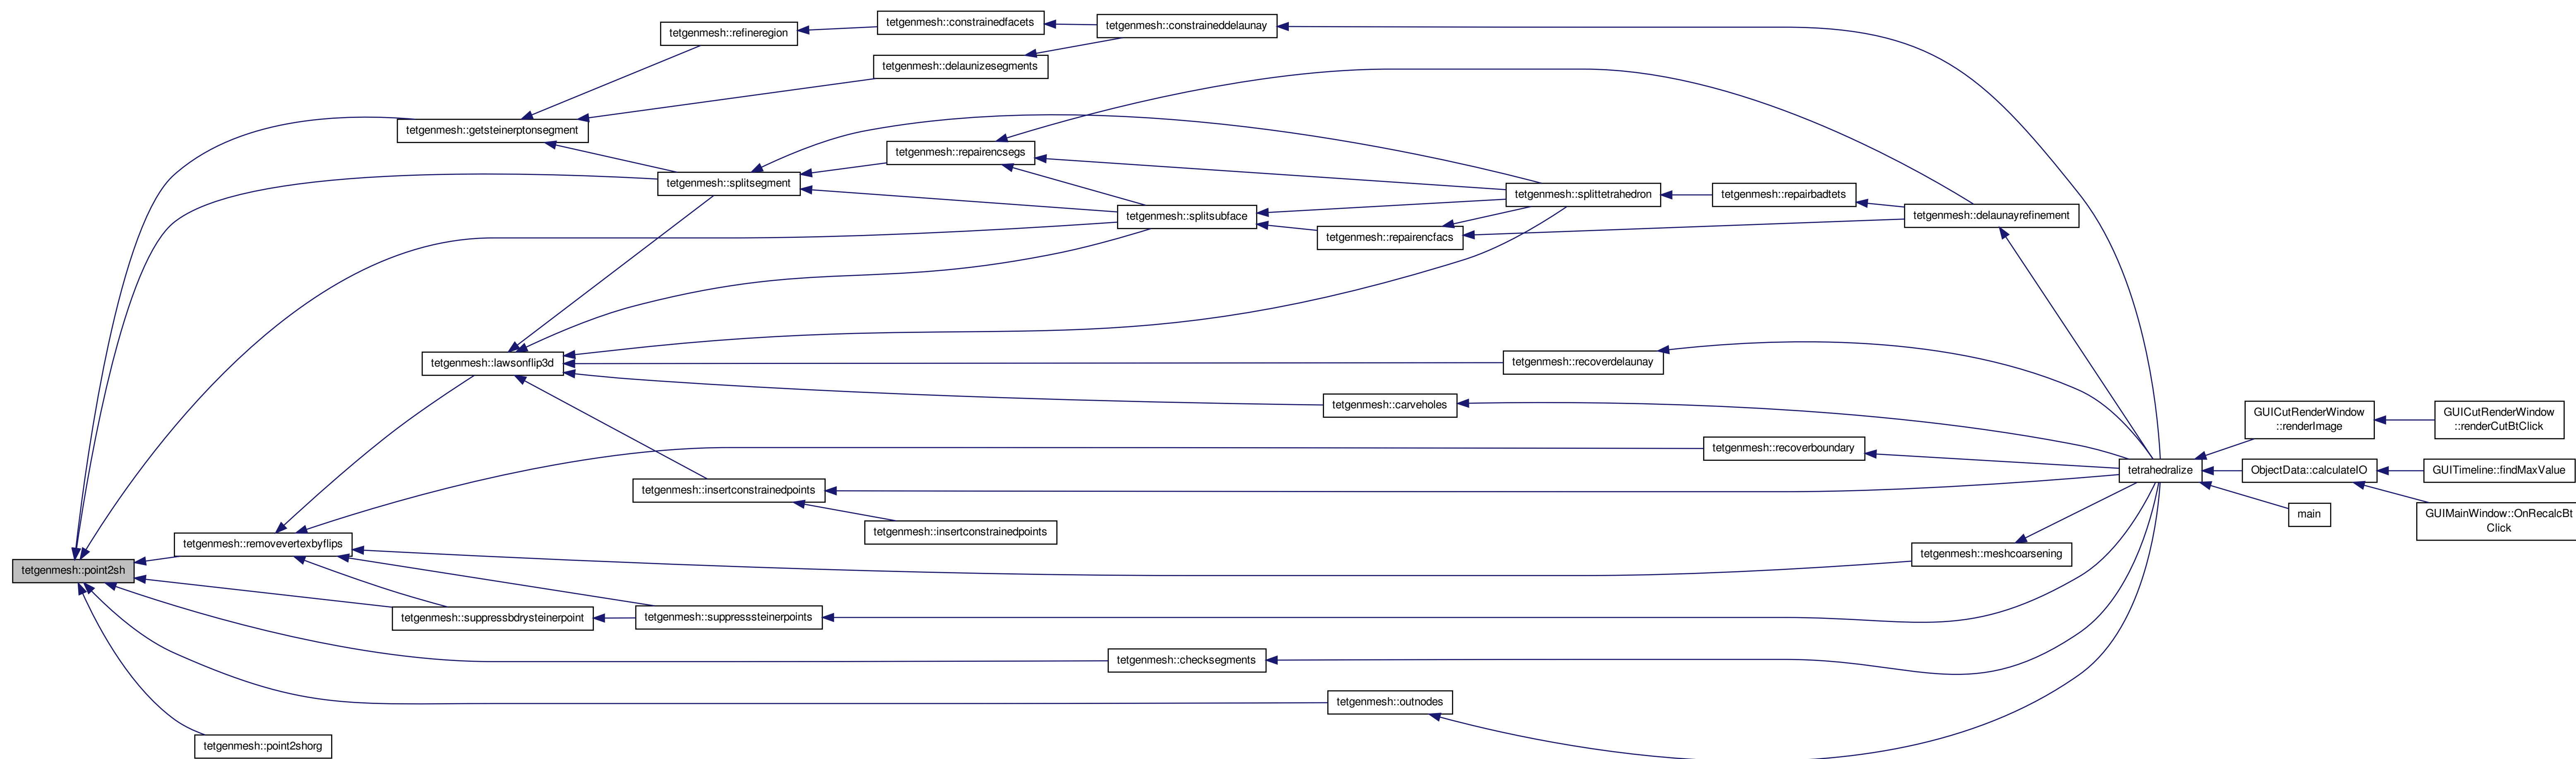 tetgenmesh::constrainedfacets
tetgenmesh::constraineddelaunay
tetgenmesh::refineregion
tetgenmesh::delaunizesegments
tetgenmesh::getsteinerptonsegment
tetgenmesh::repairencsegs
tetgenmesh::splitsegment
tetgenmesh::splittetrahedron
tetgenmesh::repairbadtets
tetgenmesh::splitsubface
tetgenmesh::delaunayrefinement
tetgenmesh::repairencfacs
tetgenmesh::lawsonflip3d
tetgenmesh::recoverdelaunay
tetgenmesh::carveholes
GUICutRenderWindow
::renderImage
GUICutRenderWindow
::renderCutBtClick
tetgenmesh::recoverboundary
tetrahedralize
ObjectData::calculateIO
GUITimeline::findMaxValue
tetgenmesh::insertconstrainedpoints
main
GUIMainWindow::OnRecalcBt
Click
tetgenmesh::insertconstrainedpoints
tetgenmesh::removevertexbyflips
tetgenmesh::meshcoarsening
tetgenmesh::point2sh
tetgenmesh::suppressbdrysteinerpoint
tetgenmesh::suppresssteinerpoints
tetgenmesh::checksegments
tetgenmesh::outnodes
tetgenmesh::point2shorg